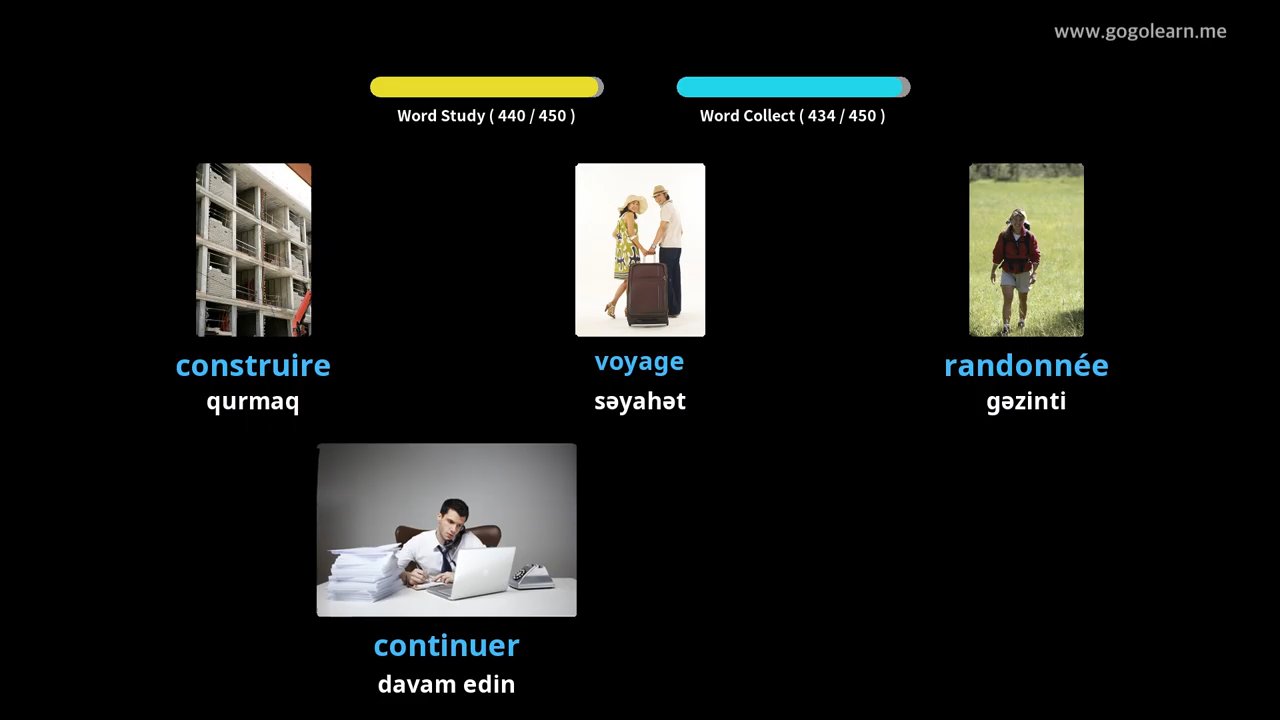 www.gogolearn.me
Word Study ( 440 / 450 )
Word Collect ( 434 / 450 )
construire
qurmaq
voyage
səyahət
randonnée
gəzinti
continuer
davam edin